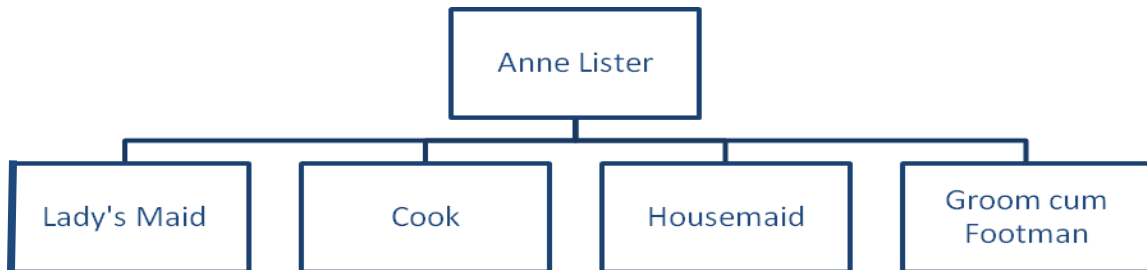 Anne Lister
Lady's Maid
Cook
Housemaid
Groom cum
Footman